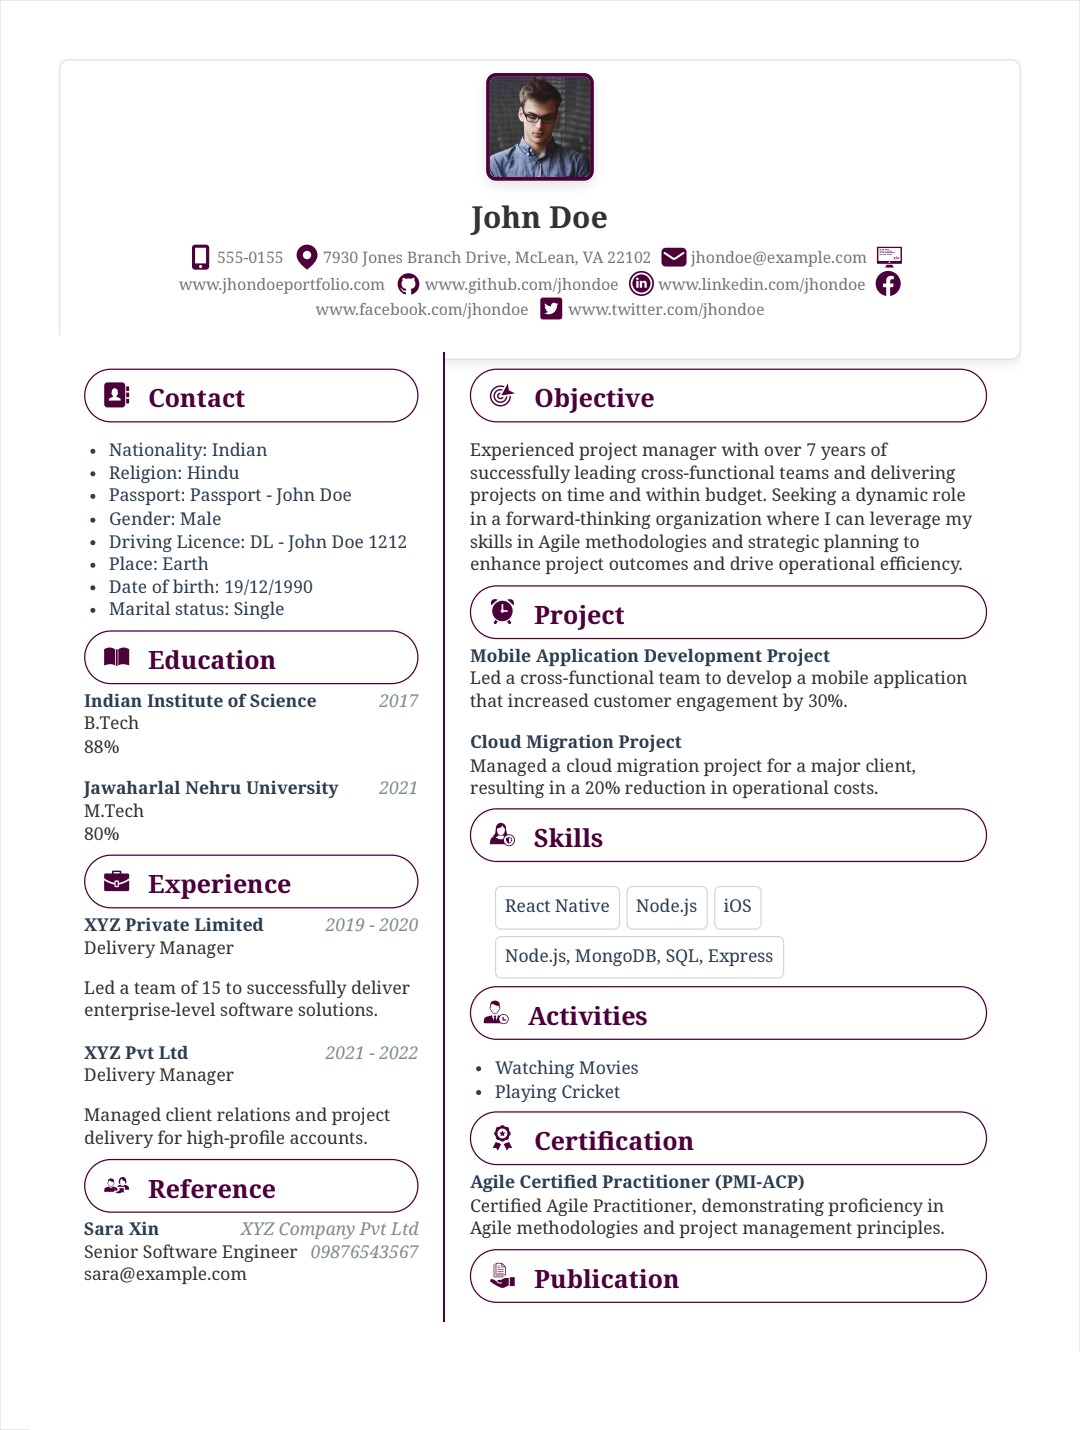 John Doe
555-0155 7930 Jones Branch Drive, McLean, VA 22102 jhondoe@example.com
www.jhondoeportfolio.com www.github.com/jhondoe www.linkedin.com/jhondoe
www.facebook.com/jhondoe www.twitter.com/jhondoe
Contact
• Nationality: Indian
• Religion: Hindu
• Passport: Passport - John Doe
• Gender: Male
• Driving Licence: DL - John Doe 1212
• Place: Earth
• Date of birth: 19/12/1990
• Marital status: Single
Education
Indian Institute of Science 2017
B.Tech
88%
Jawaharlal Nehru University 2021
M.Tech
80%
Experience
XYZ Private Limited 2019 - 2020
Delivery Manager
Led a team of 15 to successfully deliver
enterprise-level software solutions.
XYZ Pvt Ltd 2021 - 2022
Delivery Manager
Managed client relations and project
delivery for high-profile accounts.
Reference
Sara Xin XYZ Company Pvt Ltd
Senior Software Engineer 09876543567
sara@example.com
Objective
Experienced project manager with over 7 years of
successfully leading cross-functional teams and delivering
projects on time and within budget. Seeking a dynamic role
in a forward-thinking organization where I can leverage my
skills in Agile methodologies and strategic planning to
enhance project outcomes and drive operational efficiency.
Project
Mobile Application Development Project
Led a cross-functional team to develop a mobile application
that increased customer engagement by 30%.
Cloud Migration Project
Managed a cloud migration project for a major client,
resulting in a 20% reduction in operational costs.
Skills
React Native Node.js iOS
Node.js, MongoDB, SQL, Express
Activities
• Watching Movies
• Playing Cricket
Certification
Agile Certified Practitioner (PMI-ACP)
Certified Agile Practitioner, demonstrating proficiency in
Agile methodologies and project management principles.
Publication